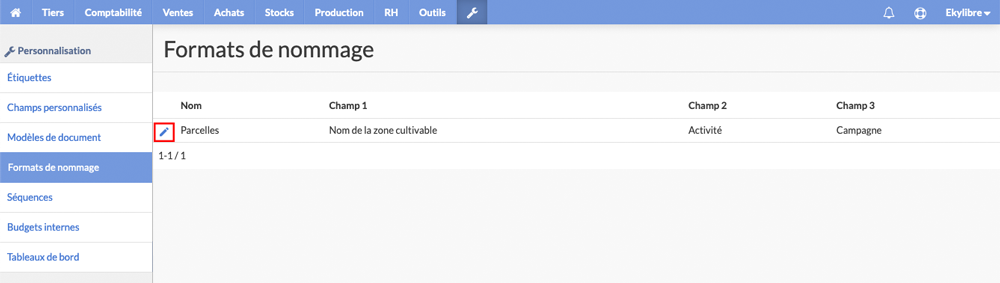 Tiers Comptabilité Ventes Achats Stocks Production RH Outils Ekylibre
Personnalisation
Étiquettes
Champs personnalisés
Modèles de document
Formats de nommage
Séquences
Budgets internes
Tableaux de bord
Formats de nommage
Nom Champ 1 Champ 2 Champ 3
Parcelles Nom de la zone cultivable Activité Campagne
1-1 / 1